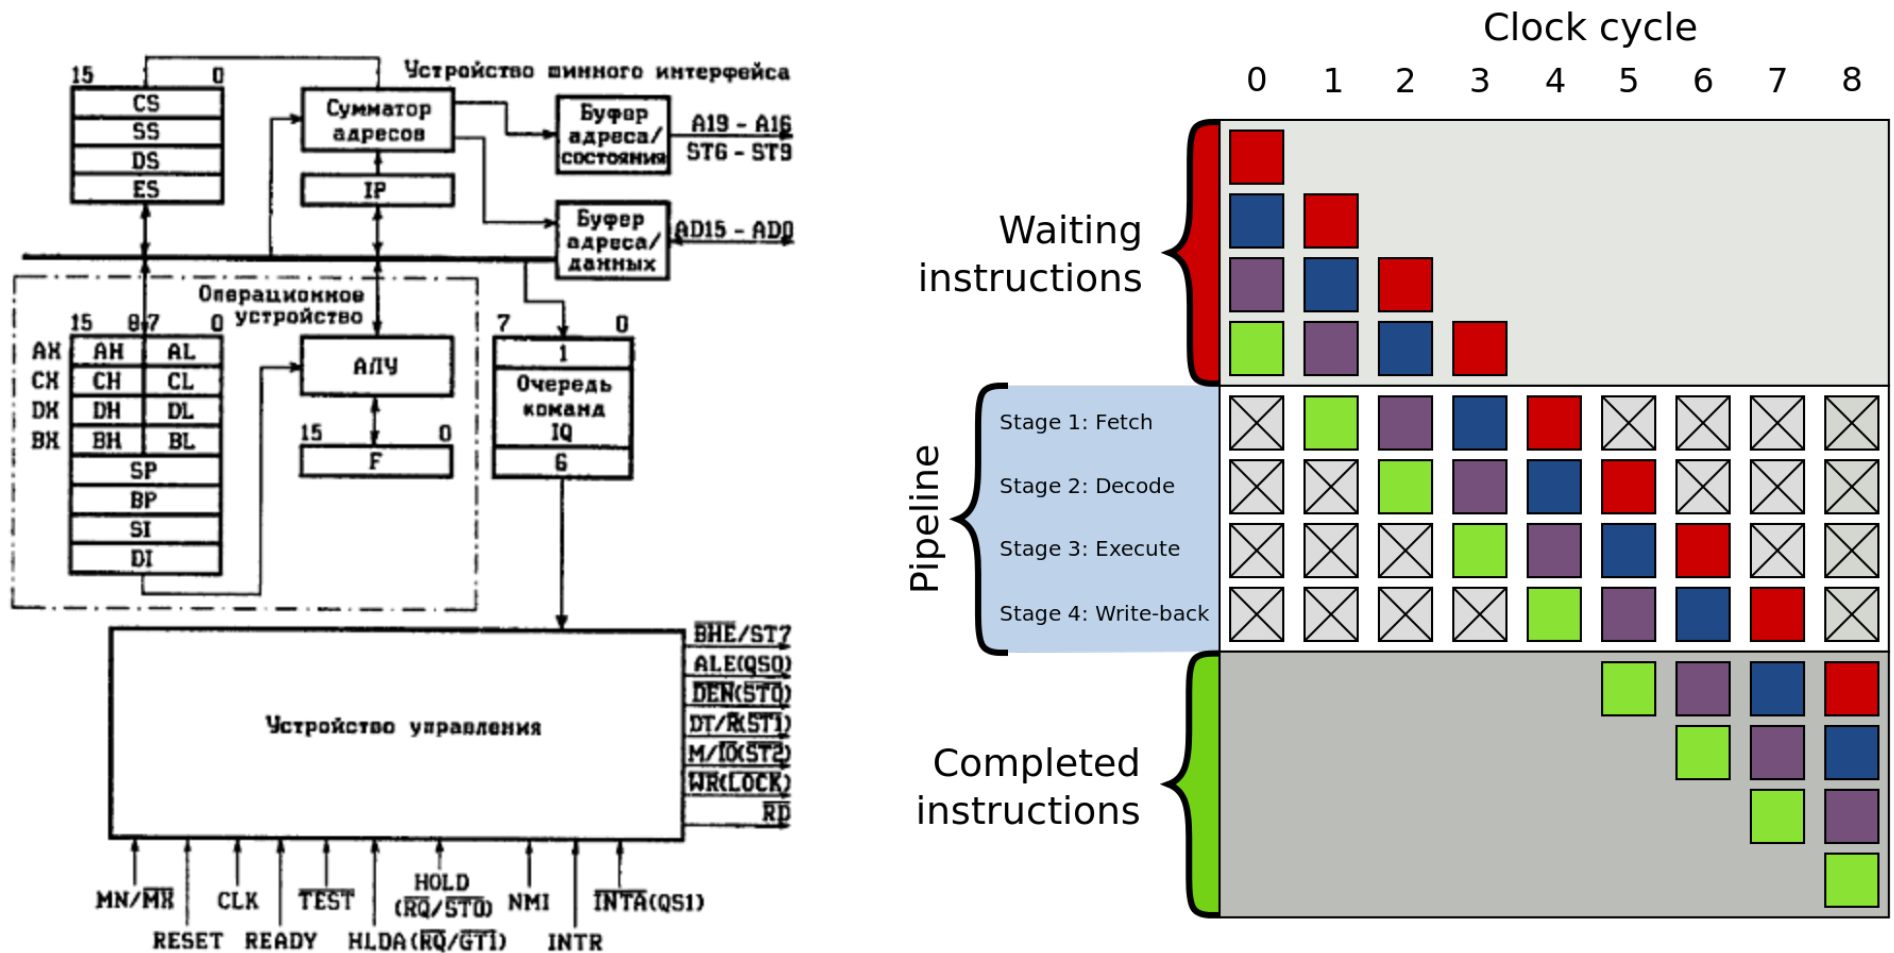 15 0
CS
SS
DS
ES
Устройство шинного интерфейса
Сумматор
адресов
IP
Буфер
адреса/
состояния
A19 - A16
ST6 - ST9
Буфер
адреса/
данных
AD15 - AD0
Операционное
устройство
15 8 7 0
AX AH AL
CX CH CL
DX DH DL
BX BH BL
SP
BP
SI
DI
АЛУ
15 0
F
7 0
1
Очередь
команд
IQ
6
Устройство управления
BHE/ST7
ALE(QS0)
DEN(ST0)
DT/R(ST1)
M/IO(ST2)
WR(LOCK)
RD
MN/MX
RESET
CLK
READY
TEST
HLDA(RQ/GT1)
HOLD
(RQ/ST0)
NMI
INTR
INTA(QS1)
Clock cycle
0 1 2 3 4 5 6 7 8
Waiting
instructions
Pipeline
Stage 1: Fetch
Stage 2: Decode
Stage 3: Execute
Stage 4: Write-back
Completed
instructions